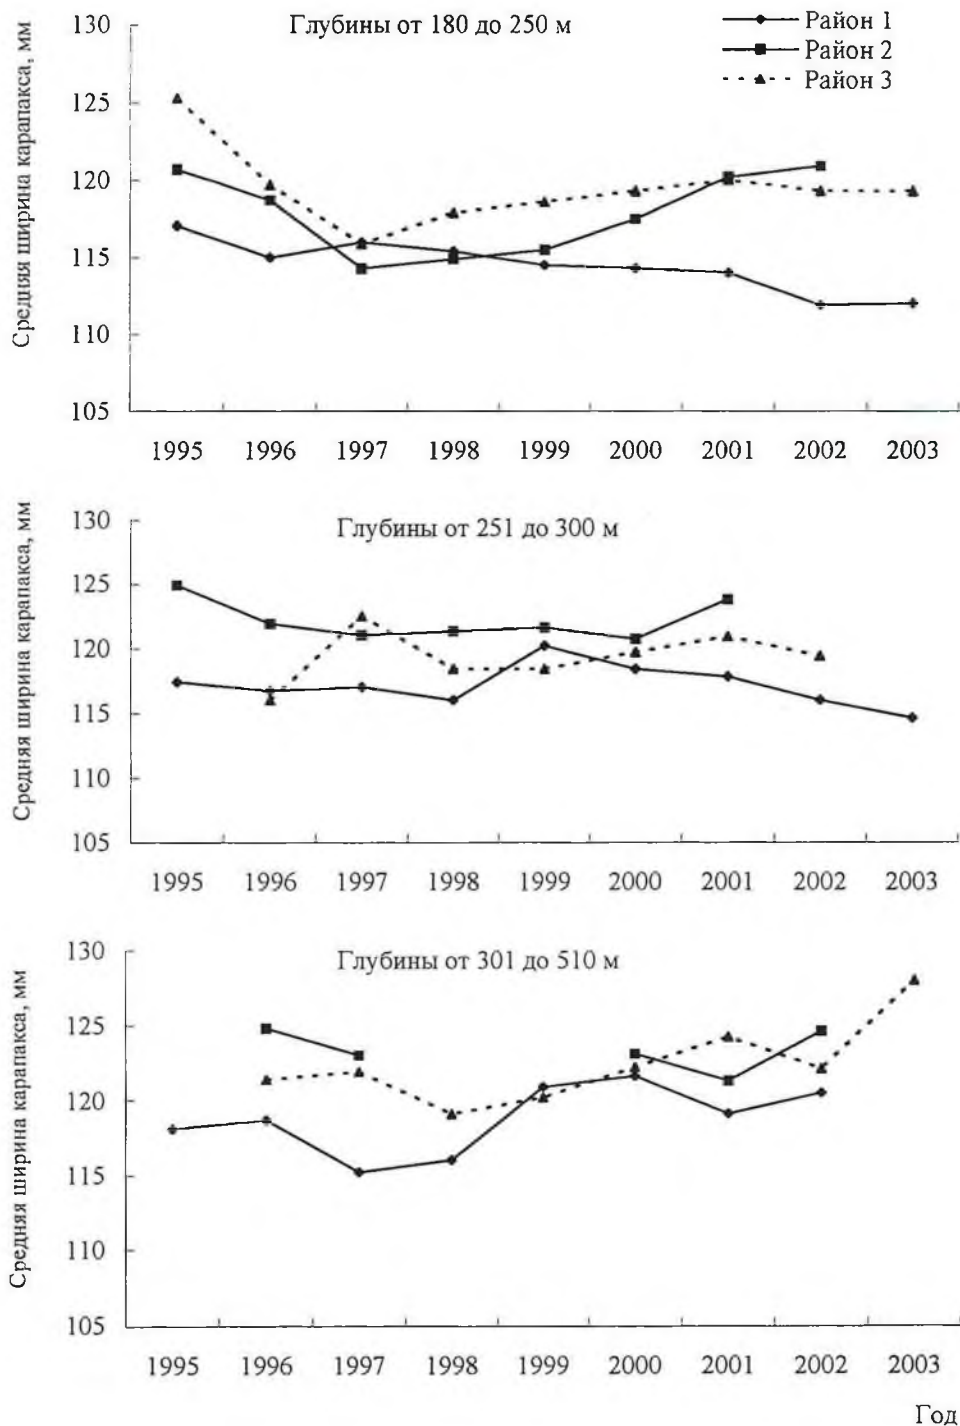 Глубины от 180 до 250 м
Район 1
Район 2
Район 3
Средняя ширина карапакса, мм
130
125
120
115
110
105
1995 1996 1997 1998 1999 2000 2001 2002 2003
Глубины от 251 до 300 м
Средняя ширина карапакса, мм
130
125
120
115
110
105
1995 1996 1997 1998 1999 2000 2001 2002 2003
Глубины от 301 до 510 м
Средняя ширина карапакса, мм
130
125
120
115
110
105
1995 1996 1997 1998 1999 2000 2001 2002 2003
Год